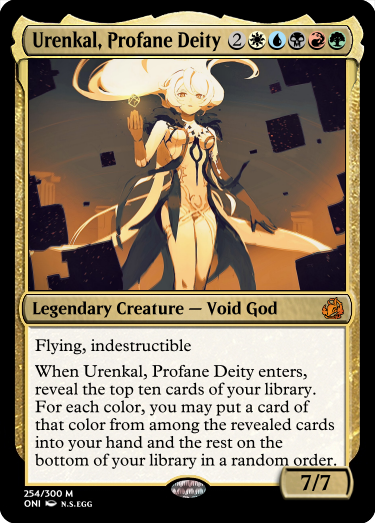 Urenkal, Profane Deity 2
Legendary Creature — Void God
Flying, indestructible
When Urenkal, Profane Deity enters,
reveal the top ten cards of your library.
For each color, you may put a card of
that color from among the revealed cards
into your hand and the rest on the
bottom of your library in a random order.
7/7
254/300 M
ONI N.S.EGG